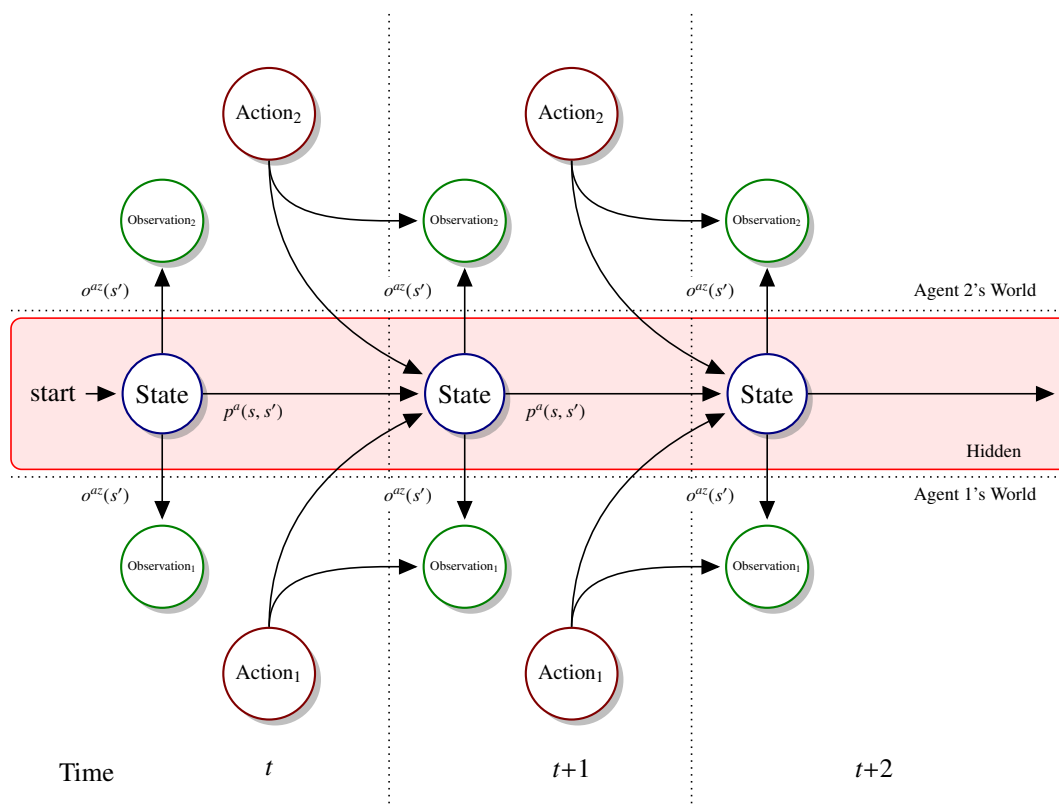 Action₂ Action₂
Observation₂ Observation₂ Observation₂
oᵃᶻ(s′) oᵃᶻ(s′) oᵃᶻ(s′) Agent 2's World
start State State State
pᵃ(s, s′) pᵃ(s, s′)
Hidden
oᵃᶻ(s′) oᵃᶻ(s′) oᵃᶻ(s′) Agent 1's World
Observation₁ Observation₁ Observation₁
Action₁ Action₁
Time t t+1 t+2